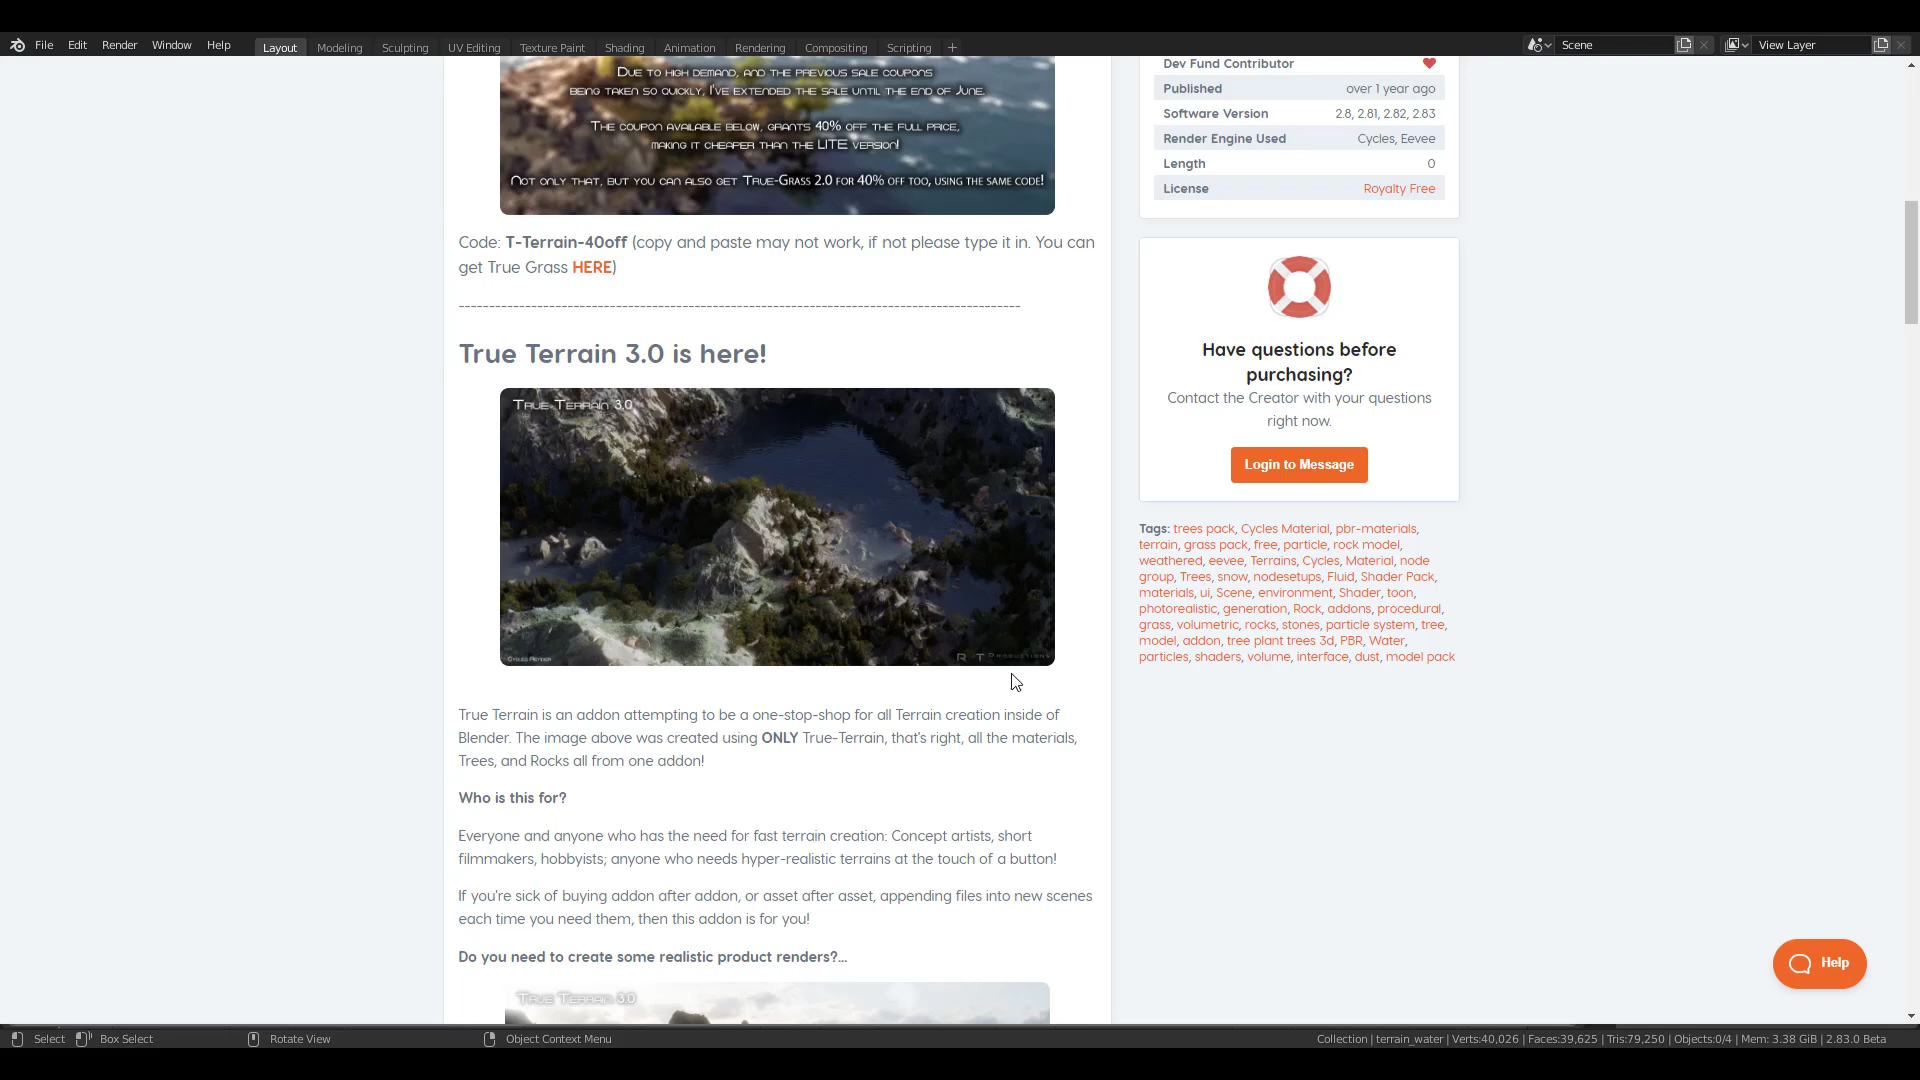 File Edit Render Window Help Layout Modeling Sculpting UV Editing Texture Paint Shading Animation Rendering Compositing Scripting + Scene View Layer
DUE TO HIGH DEMAND, AND THE PREVIOUS SALE COUPONS
BEING TAKEN SO QUICKLY, I'VE EXTENDED THE SALE UNTIL THE END OF JUNE.
THE COUPON AVAILABLE BELOW, GRANTS 40% OFF THE FULL PRICE,
MAKING IT CHEAPER THAN THE LITE VERSION!
NOT ONLY THAT, BUT YOU CAN ALSO GET TRUE-GRASS 2.0 FOR 40% OFF TOO, USING THE SAME CODE!
Code: T-Terrain-40off (copy and paste may not work, if not please type it in. You can
get True Grass HERE)
--------------------------------------------------------------------------------------------
True Terrain 3.0 is here!
TRUE-TERRAIN 3.0
CYCLES RENDER
R T PRODUCTIONS
True Terrain is an addon attempting to be a one-stop-shop for all Terrain creation inside of
Blender. The image above was created using ONLY True-Terrain, that's right, all the materials,
Trees, and Rocks all from one addon!
Who is this for?
Everyone and anyone who has the need for fast terrain creation: Concept artists, short
filmmakers, hobbyists; anyone who needs hyper-realistic terrains at the touch of a button!
If you're sick of buying addon after addon, or asset after asset, appending files into new scenes
each time you need them, then this addon is for you!
Do you need to create some realistic product renders?...
TRUE TERRAIN 3.0
Dev Fund Contributor
Published over 1 year ago
Software Version 2.8, 2.81, 2.82, 2.83
Render Engine Used Cycles, Eevee
Length 0
License Royalty Free
Have questions before
purchasing?
Contact the Creator with your questions
right now.
Login to Message
Tags: trees pack, Cycles Material, pbr-materials,
terrain, grass pack, free, particle, rock model,
weathered, eevee, Terrains, Cycles, Material, node
group, Trees, snow, nodesetups, Fluid, Shader Pack,
materials, ui, Scene, environment, Shader, toon,
photorealistic, generation, Rock, addons, procedural,
grass, volumetric, rocks, stones, particle system, tree,
model, addon, tree plant trees 3d, PBR, Water,
particles, shaders, volume, interface, dust, model pack
Help
Select Box Select Rotate View Object Context Menu Collection | terrain_water | Verts:40,026 | Faces:39,625 | Tris:79,250 | Objects:0/4 | Mem: 3.38 GiB | 2.83.0 Beta